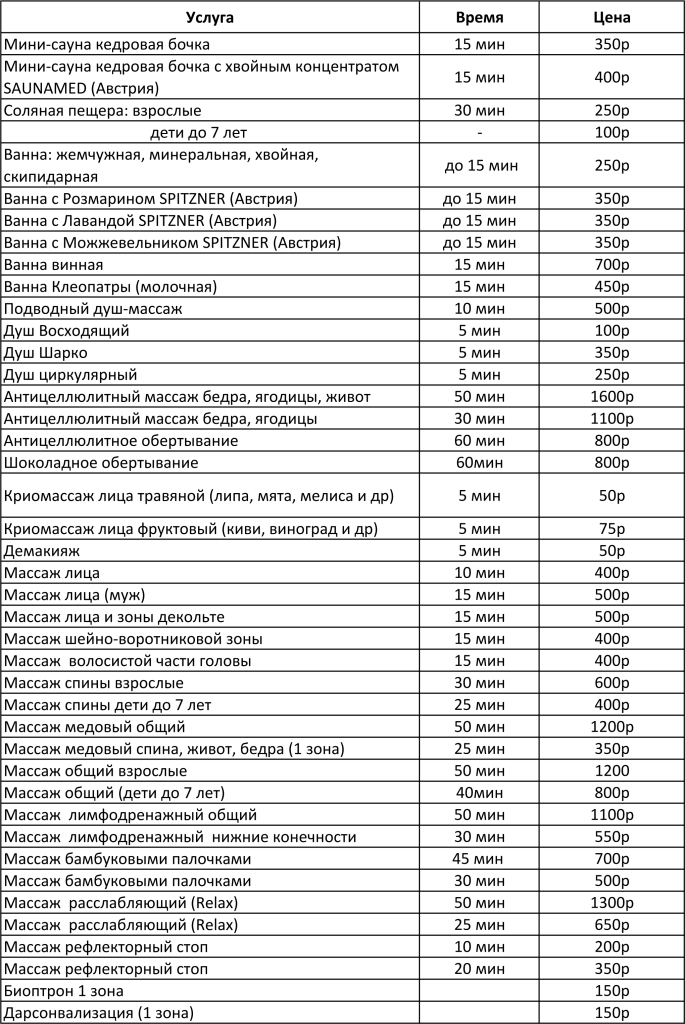 Услуга Время Цена
Мини-сауна кедровая бочка 15 мин 350р
Мини-сауна кедровая бочка с хвойным концентратом
SAUNAMED (Австрия) 15 мин 400р
Соляная пещера: взрослые 30 мин 250р
дети до 7 лет - 100р
Ванна: жемчужная, минеральная, хвойная,
скипидарная до 15 мин 250р
Ванна с Розмарином SPITZNER (Австрия) до 15 мин 350р
Ванна с Лавандой SPITZNER (Австрия) до 15 мин 350р
Ванна с Можжевельником SPITZNER (Австрия) до 15 мин 350р
Ванна винная 15 мин 700р
Ванна Клеопатры (молочная) 15 мин 450р
Подводный душ-массаж 10 мин 500р
Душ Восходящий 5 мин 100р
Душ Шарко 5 мин 350р
Душ циркулярный 5 мин 250р
Антицеллюлитный массаж бедра, ягодицы, живот 50 мин 1600р
Антицеллюлитный массаж бедра, ягодицы 30 мин 1100р
Антицеллюлитное обертывание 60 мин 800р
Шоколадное обертывание 60мин 800р
Криомассаж лица травяной (липа, мята, мелиса и др) 5 мин 50р
Криомассаж лица фруктовый (киви, виноград и др) 5 мин 75р
Демакияж 5 мин 50р
Массаж лица 10 мин 400р
Массаж лица (муж) 15 мин 500р
Массаж лица и зоны декольте 15 мин 500р
Массаж шейно-воротниковой зоны 15 мин 400р
Массаж волосистой части головы 15 мин 400р
Массаж спины взрослые 30 мин 600р
Массаж спины дети до 7 лет 25 мин 400р
Массаж медовый общий 50 мин 1200р
Массаж медовый спина, живот, бедра (1 зона) 25 мин 350р
Массаж общий взрослые 50 мин 1200
Массаж общий (дети до 7 лет) 40мин 800р
Массаж лимфодренажный общий 50 мин 1100р
Массаж лимфодренажный нижние конечности 30 мин 550р
Массаж бамбуковыми палочками 45 мин 700р
Массаж бамбуковыми палочками 30 мин 500р
Массаж расслабляющий (Relax) 50 мин 1300р
Массаж расслабляющий (Relax) 25 мин 650р
Массаж рефлекторный стоп 10 мин 200р
Массаж рефлекторный стоп 20 мин 350р
Биоптрон 1 зона 150р
Дарсонвализация (1 зона) 150р